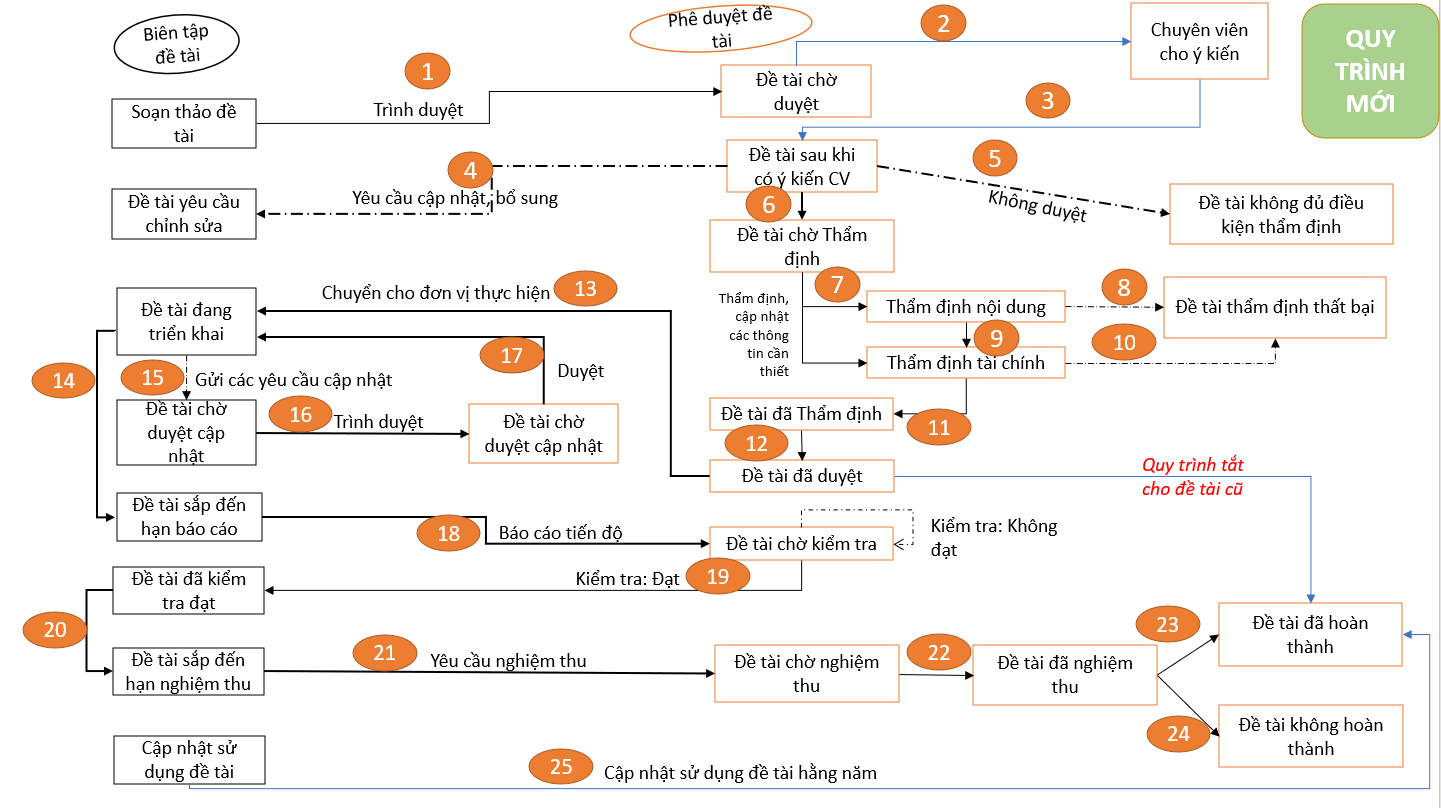 Biên tập
đề tài
Phê duyệt đề
tài
2
Chuyên viên
cho ý kiến
QUY
TRÌNH
MỚI
1
Trình duyệt
Đề tài chờ
duyệt
Soạn thảo đề
tài
3
Đề tài sau khi
có ý kiến CV
4
Yêu cầu cập nhật, bổ sung
5
Không duyệt
Đề tài yêu cầu
chỉnh sửa
6
Đề tài không đủ điều
kiện thẩm định
Đề tài chờ Thẩm
định
7
Thẩm định,
cập nhật
các thông
tin cần
thiết
Thẩm định nội dung
8
Đề tài thẩm định thất bại
9
Thẩm định tài chính
10
Chuyển cho đơn vị thực hiện
13
Đề tài đang
triển khai
14
15
Gửi các yêu cầu cập nhật
17
Duyệt
Đề tài chờ
duyệt cập
nhật
16
Trình duyệt
Đề tài chờ
duyệt cập nhật
Đề tài đã Thẩm định
11
12
Đề tài đã duyệt
Quy trình tắt
cho đề tài cũ
Đề tài sắp đến
hạn báo cáo
18
Báo cáo tiến độ
Đề tài chờ kiểm tra
Kiểm tra: Không
đạt
Đề tài đã kiểm
tra đạt
Kiểm tra: Đạt
19
20
Đề tài sắp đến
hạn nghiệm thu
21
Yêu cầu nghiệm thu
Đề tài chờ nghiệm
thu
22
Đề tài đã nghiệm
thu
23
Đề tài đã hoàn
thành
24
Đề tài không hoàn
thành
Cập nhật sử
dụng đề tài
25
Cập nhật sử dụng đề tài hằng năm